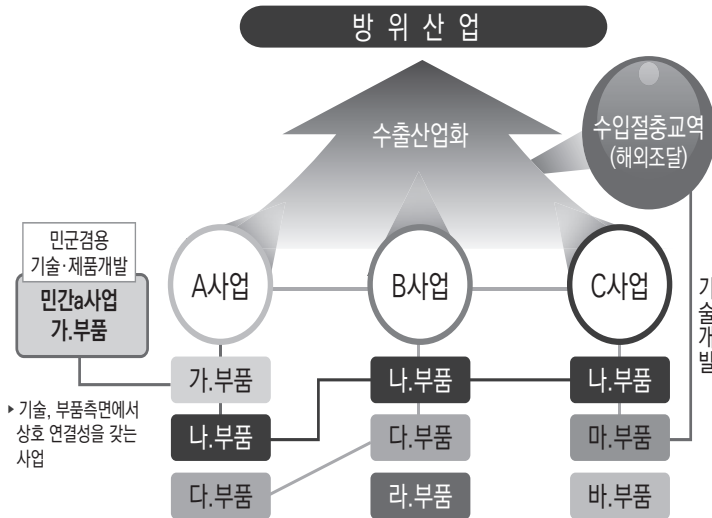 방 위 산 업
수출산업화
수입절충교역
(해외조달)
민군겸용
기술·제품개발
민간a사업
가.부품
A사업
B사업
C사업
기술개발
가.부품
나.부품
나.부품
▸ 기술, 부품측면에서
상호 연결성을 갖는
사업
나.부품
다.부품
마.부품
다.부품
라.부품
바.부품